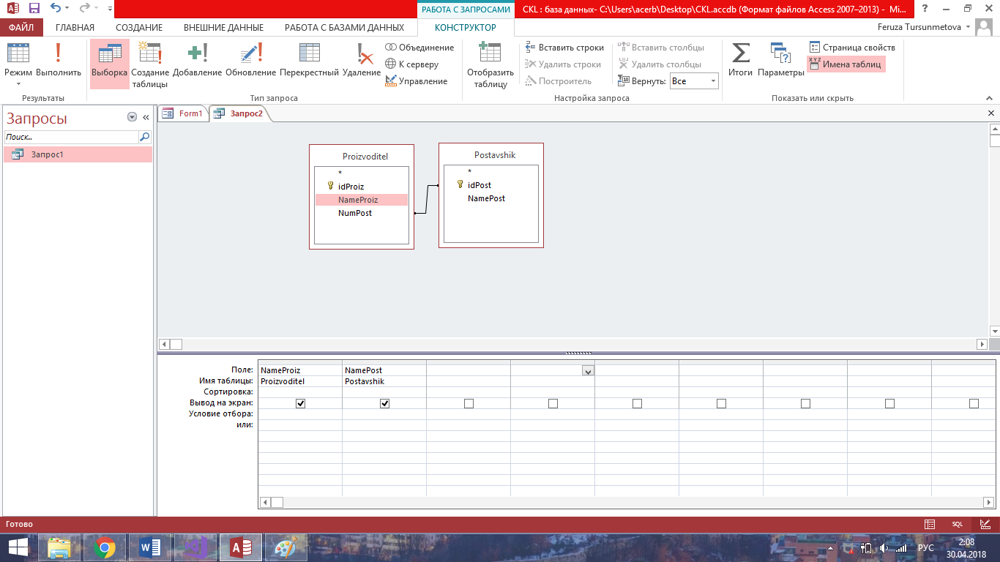 РАБОТА С ЗАПРОСАМИ
CKL : база данных- C:\Users\acerb\Desktop\CKL.accdb (Формат файлов Access 2007–2013) - Mi...
?
ФАЙЛ ГЛАВНАЯ СОЗДАНИЕ ВНЕШНИЕ ДАННЫЕ РАБОТА С БАЗАМИ ДАННЫХ КОНСТРУКТОР
Feruza Tursunmetova
Режим
Выполнить
Результаты
Выборка
Создание
таблицы
Добавление
Обновление
Перекрестный
Удаление
Объединение
К серверу
Управление
Тип запроса
Отобразить
таблицу
Вставить строки
Удалить строки
Построитель
Вставить столбцы
Удалить столбцы
Вернуть: Все
Настройка запроса
Итоги
Параметры
Страница свойств
XYZ
Имена таблиц
Показать или скрыть
Запросы
Поиск...
Запрос1
Form1
Запрос2
Proizvoditel
*
idProiz
NameProiz
NumPost
Postavshik
*
idPost
NamePost
Поле: NameProiz NamePost
Имя таблицы: Proizvoditel Postavshik
Сортировка:
Вывод на экран:
Условие отбора:
или:
Готово
SQL
РУС
2:08
30.04.2018